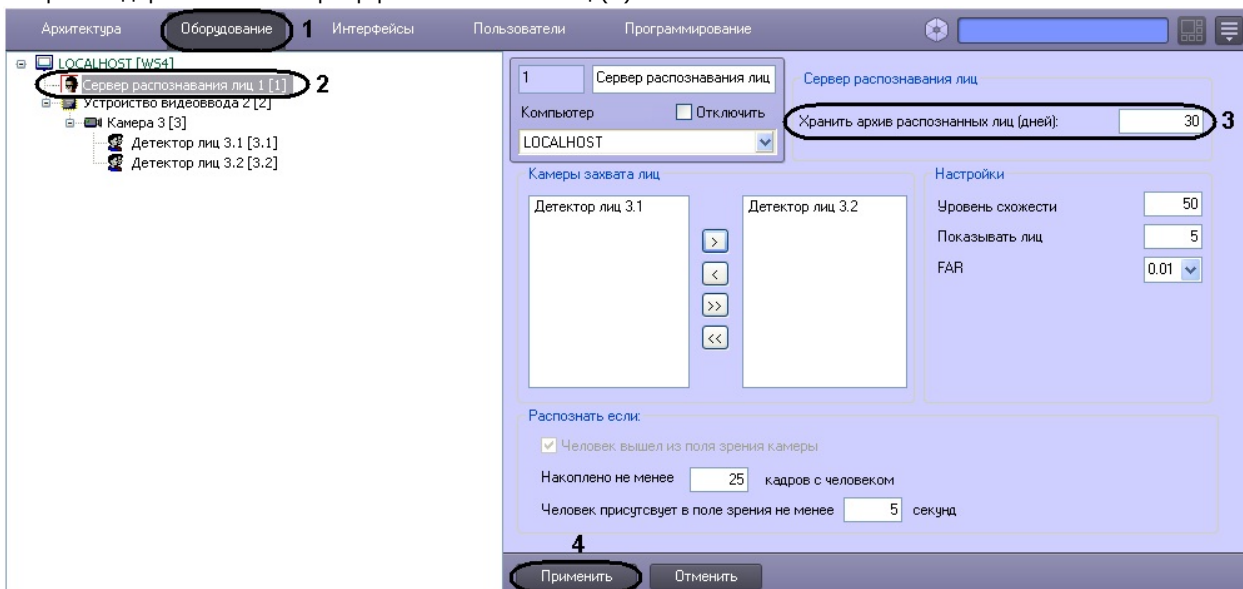 Архитектура Оборудование 1 Интерфейсы Пользователи Программирование
LOCALHOST [WS4]
Сервер распознавания лиц 1 [1] 2
Устройство видеоввода 2 [2]
Камера 3 [3]
Детектор лиц 3.1 [3.1]
Детектор лиц 3.2 [3.2]
1 Сервер распознавания лиц
Компьютер Отключить
LOCALHOST
Сервер распознавания лиц
Хранить архив распознанных лиц (дней): 30 3
Камеры захвата лиц
Детектор лиц 3.1
>
<
>>
<<
Детектор лиц 3.2
Настройки
Уровень схожести 50
Показывать лиц 5
FAR 0.01
Распознать если:
Человек вышел из поля зрения камеры
Накоплено не менее 25 кадров с человеком
Человек присутсвует в поле зрения не менее 5 секунд
4
Применить Отменить